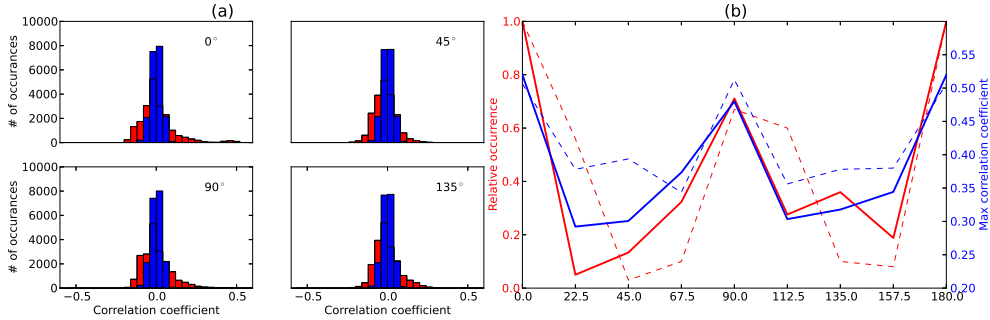 (a)
(b)
10000
8000
6000
4000
2000
0
# of occurances
0°
45°
10000
8000
6000
4000
2000
0
# of occurances
90°
135°
−0.5 0.0 0.5
−0.5 0.0 0.5
Correlation coefficient
Correlation coefficient
1.0
0.8
0.6
0.4
0.2
0.0
Relative occurrence
0.55
0.50
0.45
0.40
0.35
0.30
0.25
0.20
Max correlation coefficient
0.0 22.5 45.0 67.5 90.0 112.5 135.0 157.5 180.0